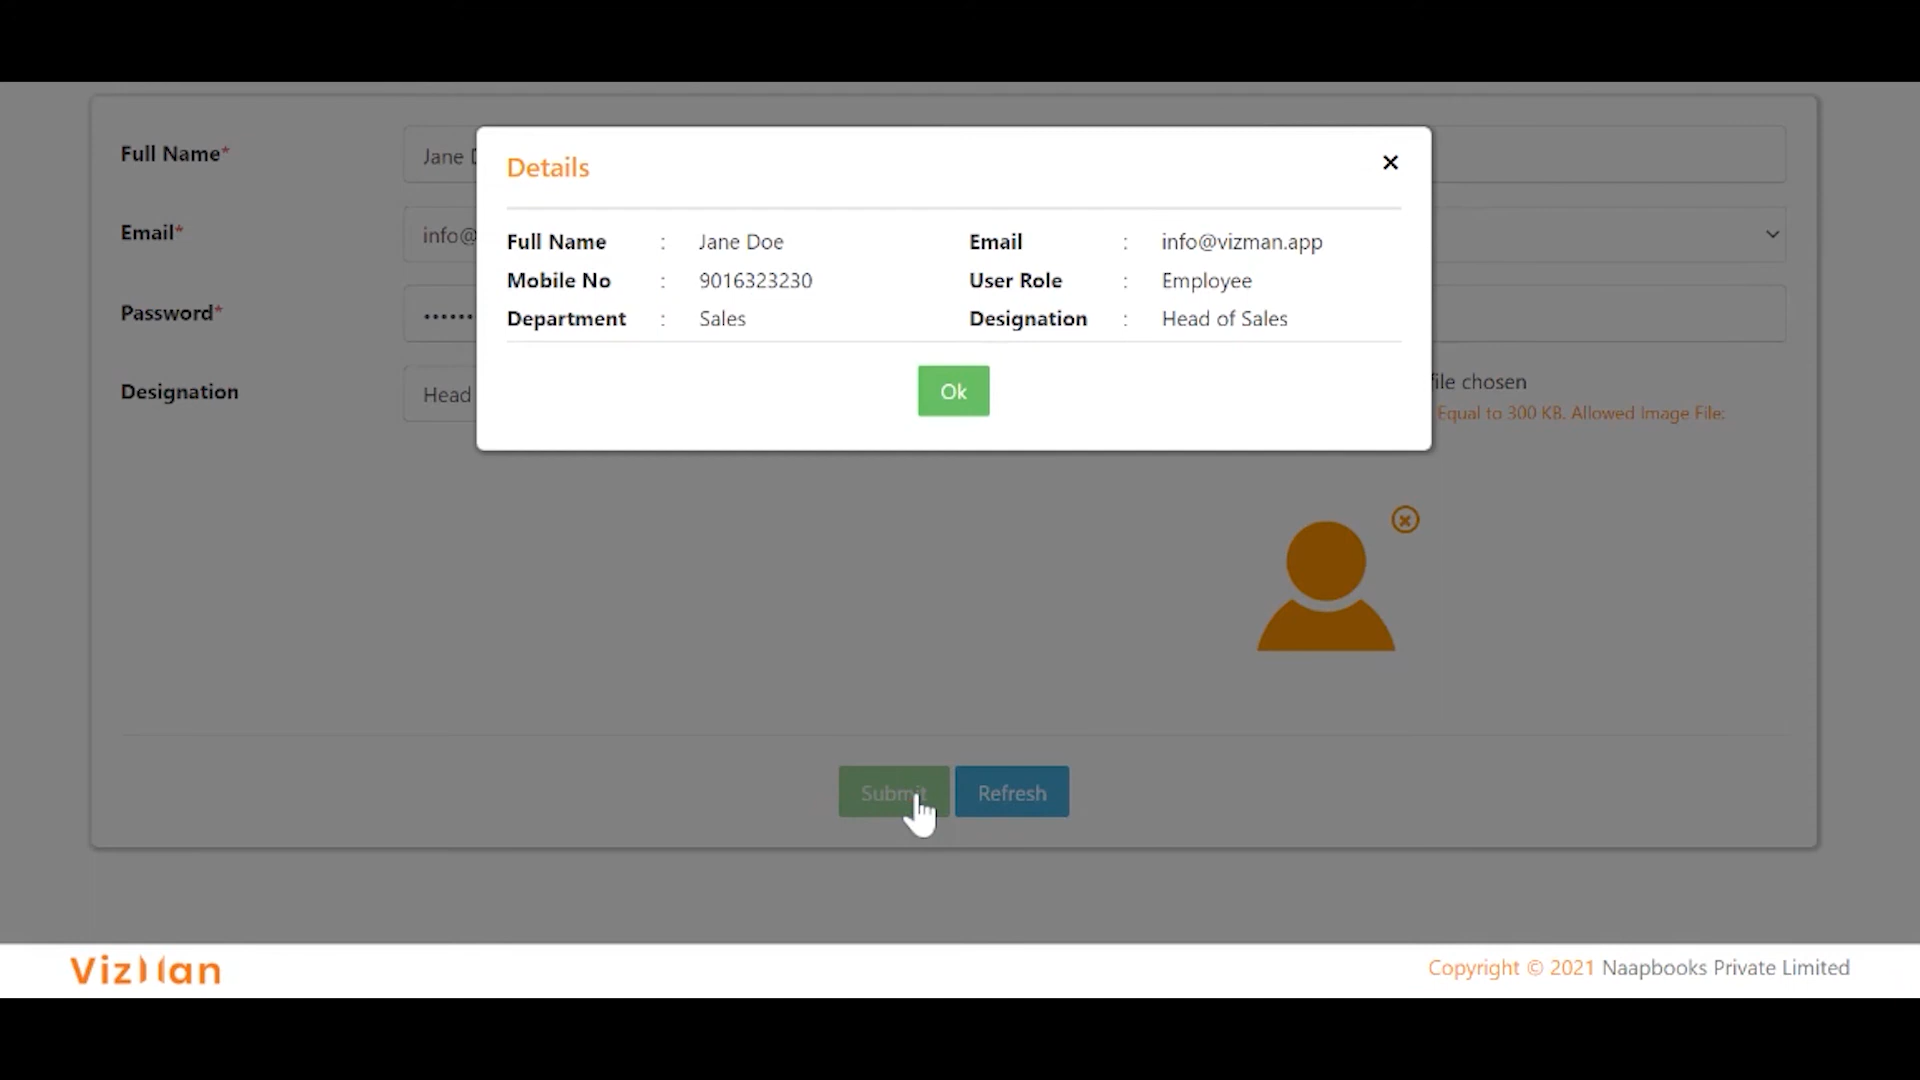 Full Name*
Jane
Email*
info@
Password*
Designation
Head
Details
Full Name : Jane Doe
Email : info@vizman.app
Mobile No : 9016323230
User Role : Employee
Department : Sales
Designation : Head of Sales
Ok
file chosen
Equal to 300 KB. Allowed Image File:
Submit
Refresh
VizMan
Copyright © 2021 Naapbooks Private Limited